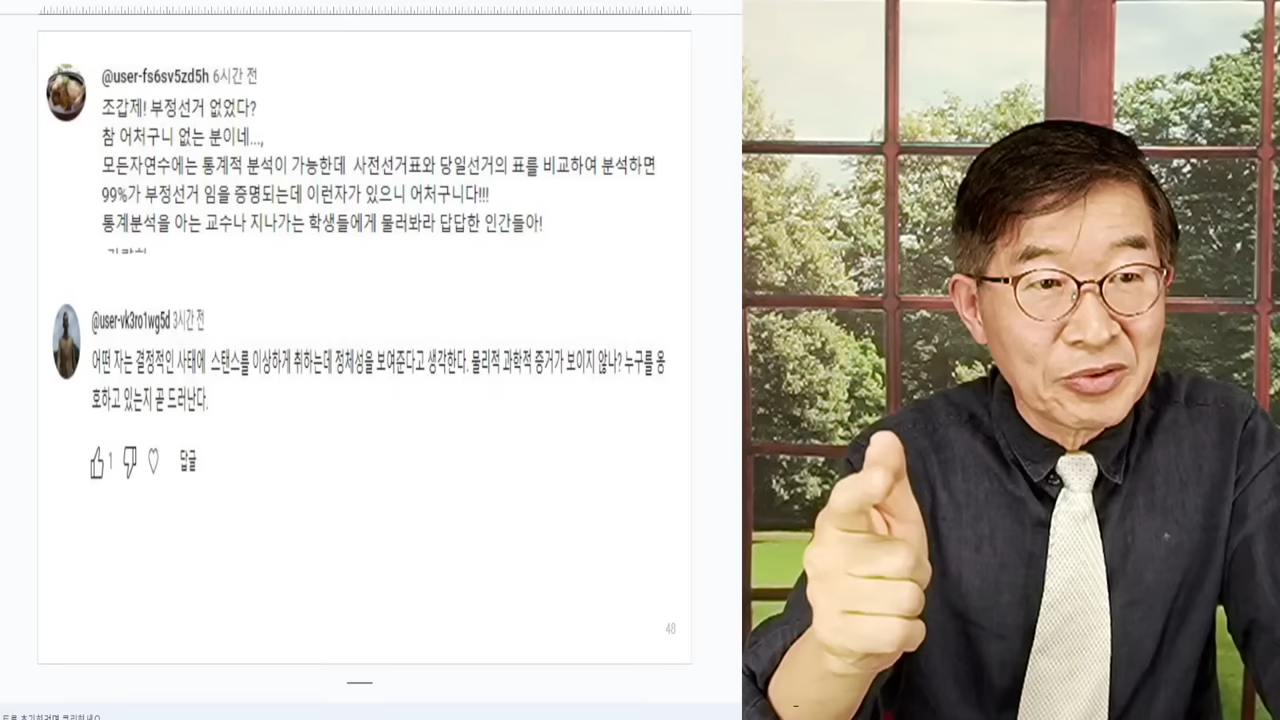 @user-fs6sv5zd5h 6시간 전
조갑제! 부정선거 없었다?
참 어처구니 없는 분이네...,
모든자연수에는 통계적 분석이 가능한데 사전선거표와 당일선거의 표를 비교하여 분석하면
99%가 부정선거 임을 증명되는데 이런자가 있으니 어처구니다!!!
통계분석을 아는 교수나 지나가는 학생들에게 물러봐라 답답한 인간들아!
@user-vk3ro1wg5d 3시간 전
어떤 자는 결정적인 사태에 스탠스를 이상하게 취하는데 정체성을 보여준다고 생각한다. 물리적 과학적 증거가 보이지 않나? 누구를 옹
호하고 있는지 곧 드러난다.
1 답글
48